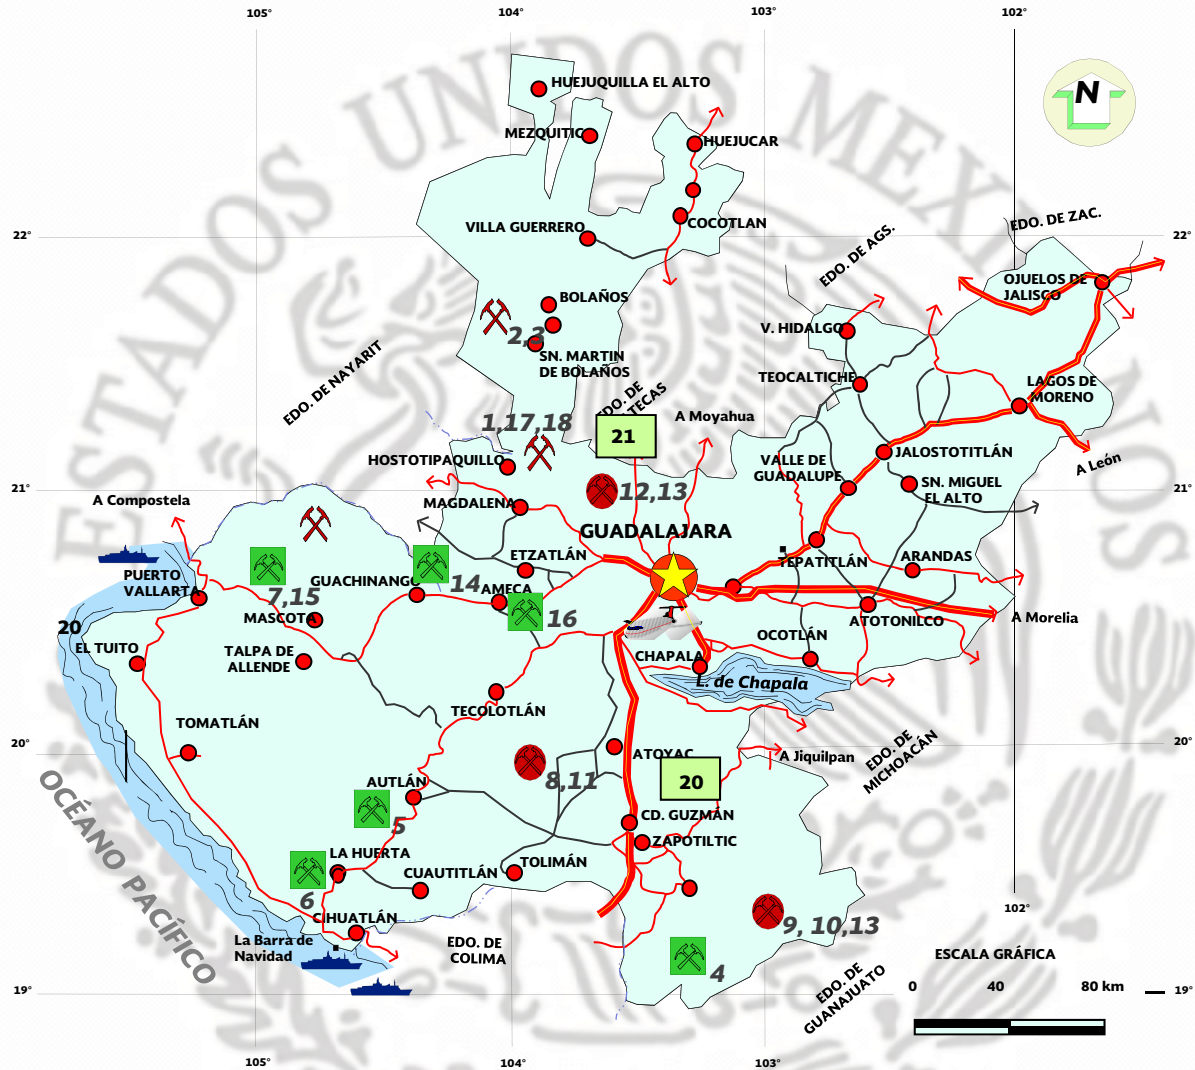 105°
104°
103°
102°
ESTADOS UNIDOS MEXICANOS
N
HUEJUQUILLA EL ALTO
MEZQUITIC
HUEJUCAR
COCOTLAN
VILLA GUERRERO
EDO. DE ZAC.
EDO. DE AGS.
22°
22°
OJUELOS DE
JALISCO
BOLAÑOS
2,3
SN. MARTIN
DE BOLAÑOS
V. HIDALGO
TEOCALTICHE
LAGOS DE
MORENO
EDO. DE NAYARIT
EDO. DE
TECAS
A Moyahua
1,17,18
21
HOSTOTIPAQUILLO
JALOSTOTITLÁN
VALLE DE
GUADALUPE
A León
SN. MIGUEL
EL ALTO
21°
21°
A Compostela
MAGDALENA
12,13
GUADALAJARA
ETZATLÁN
TEPATITLÁN
ARANDAS
PUERTO
VALLARTA
7,15
GUACHINANGO
14
AMECA
16
MASCOTA
ATOTONILCO
A Morelia
20
EL TUITO
TALPA DE
ALLENDE
OCOTLÁN
CHAPALA
L. de Chapala
TECOLOTLÁN
TOMATLÁN
20°
20°
ATOYAC
A Jiquilpan
EDO. DE
MICHOACÁN
8,11
20
AUTLÁN
5
CD. GUZMÁN
ZAPOTILTIC
OCÉANO PACÍFICO
LA HUERTA
6
CUAUTITLÁN
TOLIMÁN
CIHUATLÁN
102°
9, 10,13
La Barra de
Navidad
EDO. DE
COLIMA
4
EDO. DE
GUANAJUATO
ESCALA GRÁFICA
0 40 80 km
19°
19°
105°
104°
103°